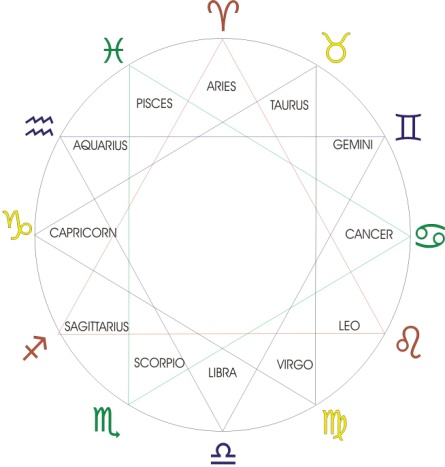 ARIES
PISCES
TAURUS
AQUARIUS
GEMINI
CAPRICORN
CANCER
SAGITTARIUS
LEO
SCORPIO
VIRGO
LIBRA